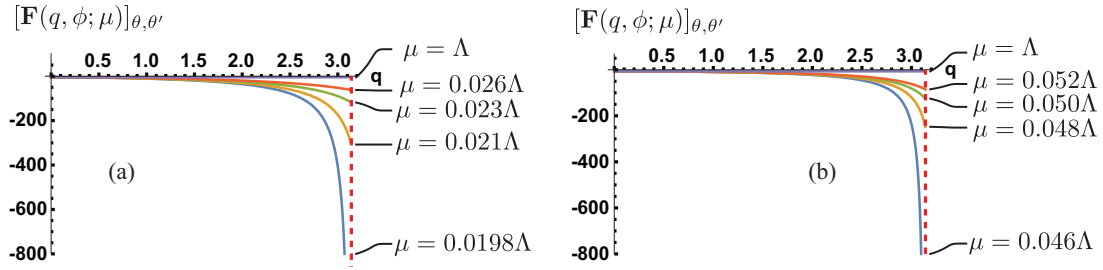 [F(q, ϕ; μ)]θ,θ′
0.5 1.0 1.5 2.0 2.5 3.0
q
-200
-400
-600
-800
μ = Λ
μ = 0.026Λ
μ = 0.023Λ
μ = 0.021Λ
μ = 0.0198Λ
(a)
[F(q, ϕ; μ)]θ,θ′
0.5 1.0 1.5 2.0 2.5 3.0
q
-200
-400
-600
-800
μ = Λ
μ = 0.052Λ
μ = 0.050Λ
μ = 0.048Λ
μ = 0.046Λ
(b)